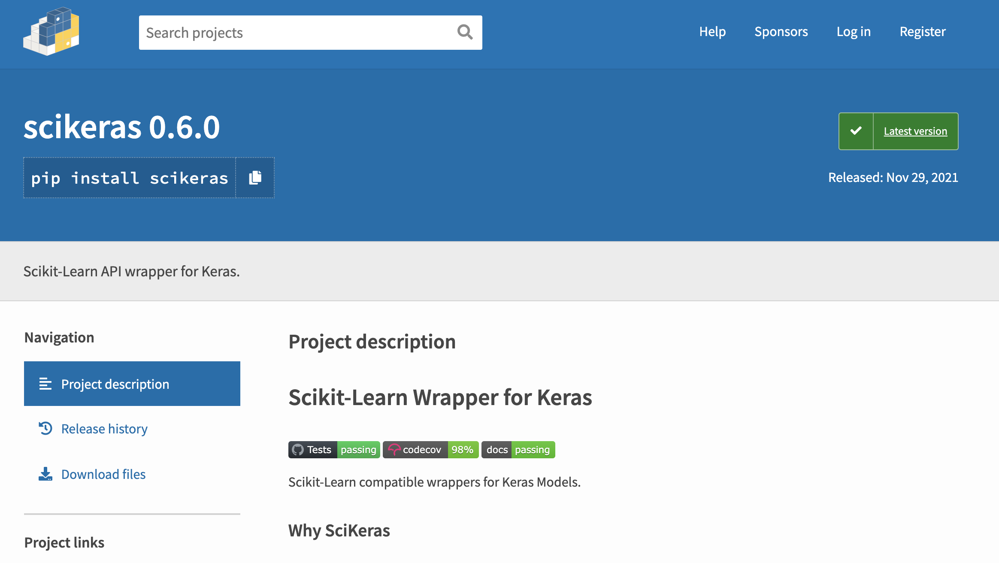 Search projects
Help Sponsors Log in Register
scikeras 0.6.0
Latest version
pip install scikeras
Released: Nov 29, 2021
Scikit-Learn API wrapper for Keras.
Navigation
Project description
Release history
Download files
Project links
Project description
Scikit-Learn Wrapper for Keras
Tests passing codecov 98% docs passing
Scikit-Learn compatible wrappers for Keras Models.
Why SciKeras